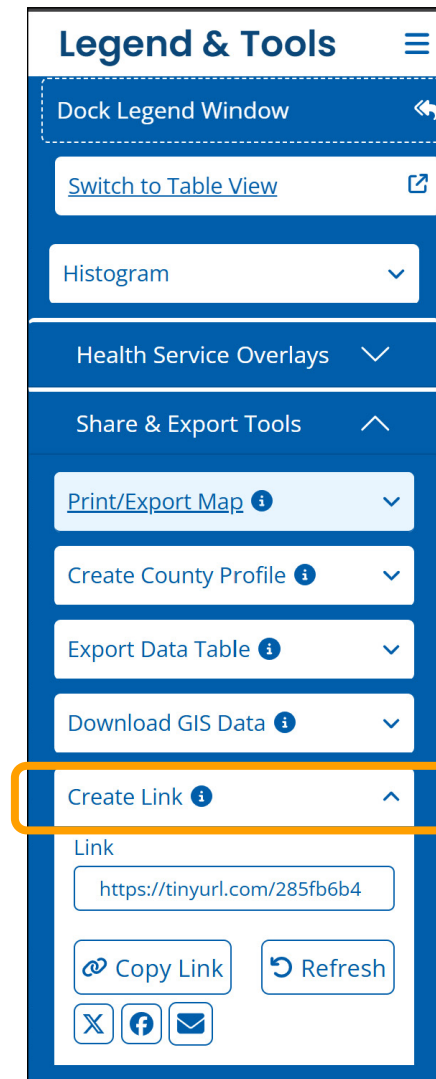 Legend & Tools
Dock Legend Window
Switch to Table View
Histogram
Health Service Overlays
Share & Export Tools
Print/Export Map
Create County Profile
Export Data Table
Download GIS Data
Create Link
Link
https://tinyurl.com/285fb6b4
Copy Link Refresh